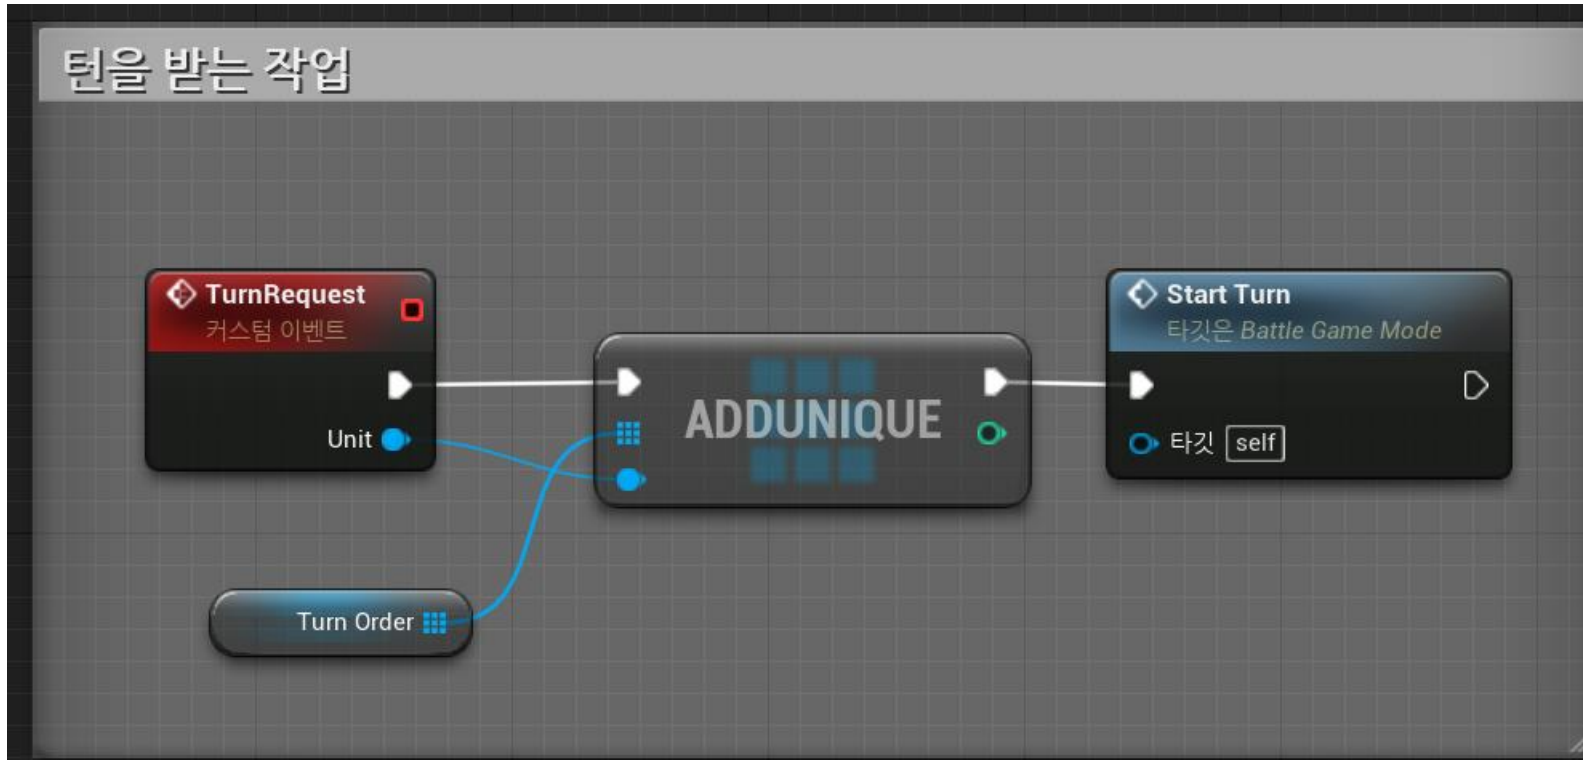 턴을 받는 작업
TurnRequest
커스텀 이벤트
Unit
Turn Order
ADDUNIQUE
Start Turn
타깃은 Battle Game Mode
타깃 self